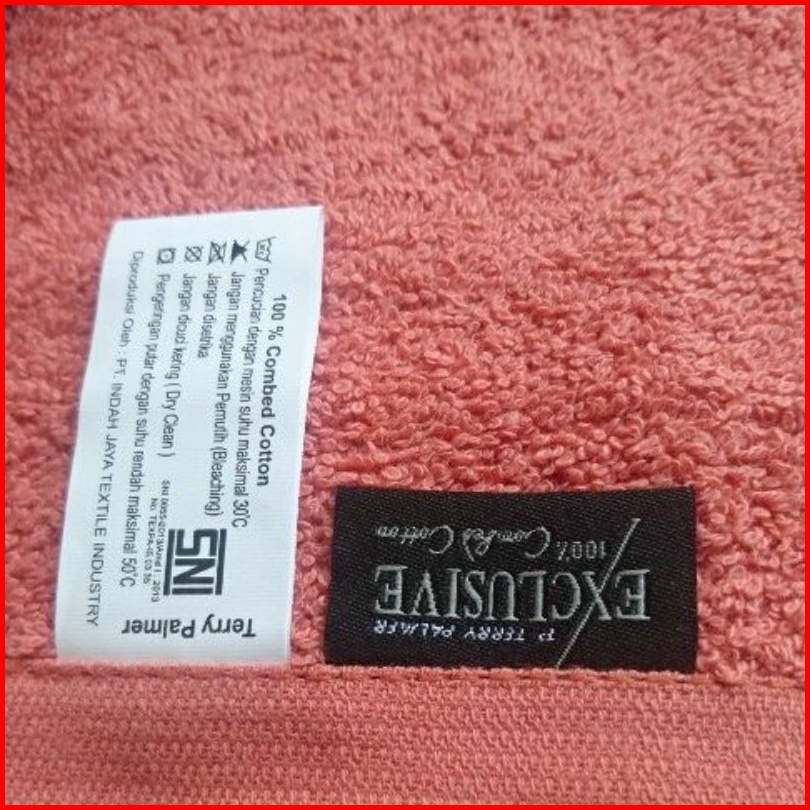 100 % Combed Cotton
Pencucian dengan mesin suhu maksimal 30°C
Jangan menggunakan Pemutih (Bleaching)
Jangan disetrika
Jangan dicuci kering ( Dry Clean )
Pengeringan putar dengan suhu rendah maksimal 50°C
Diproduksi Oleh : PT. INDAH JAYA TEXTILE INDUSTRY
SNI
Terry Palmer
TERRY PALMER
EXCLUSIVE
100% Combed Cotton